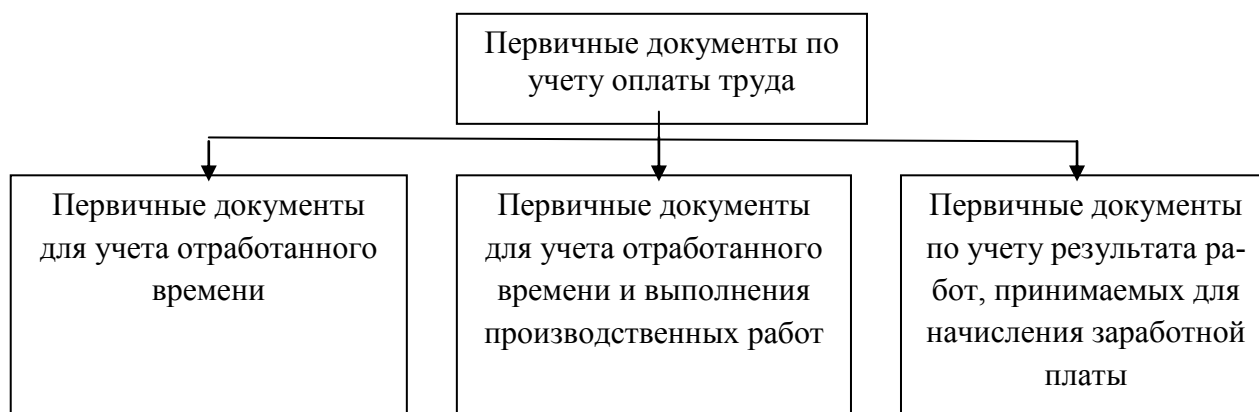 Первичные документы по
учету оплаты труда
Первичные документы
для учета отработанного
времени
Первичные документы
для учета отработанного
времени и выполнения
производственных работ
Первичные документы
по учету результата ра-
бот, принимаемых для
начисления заработной
платы